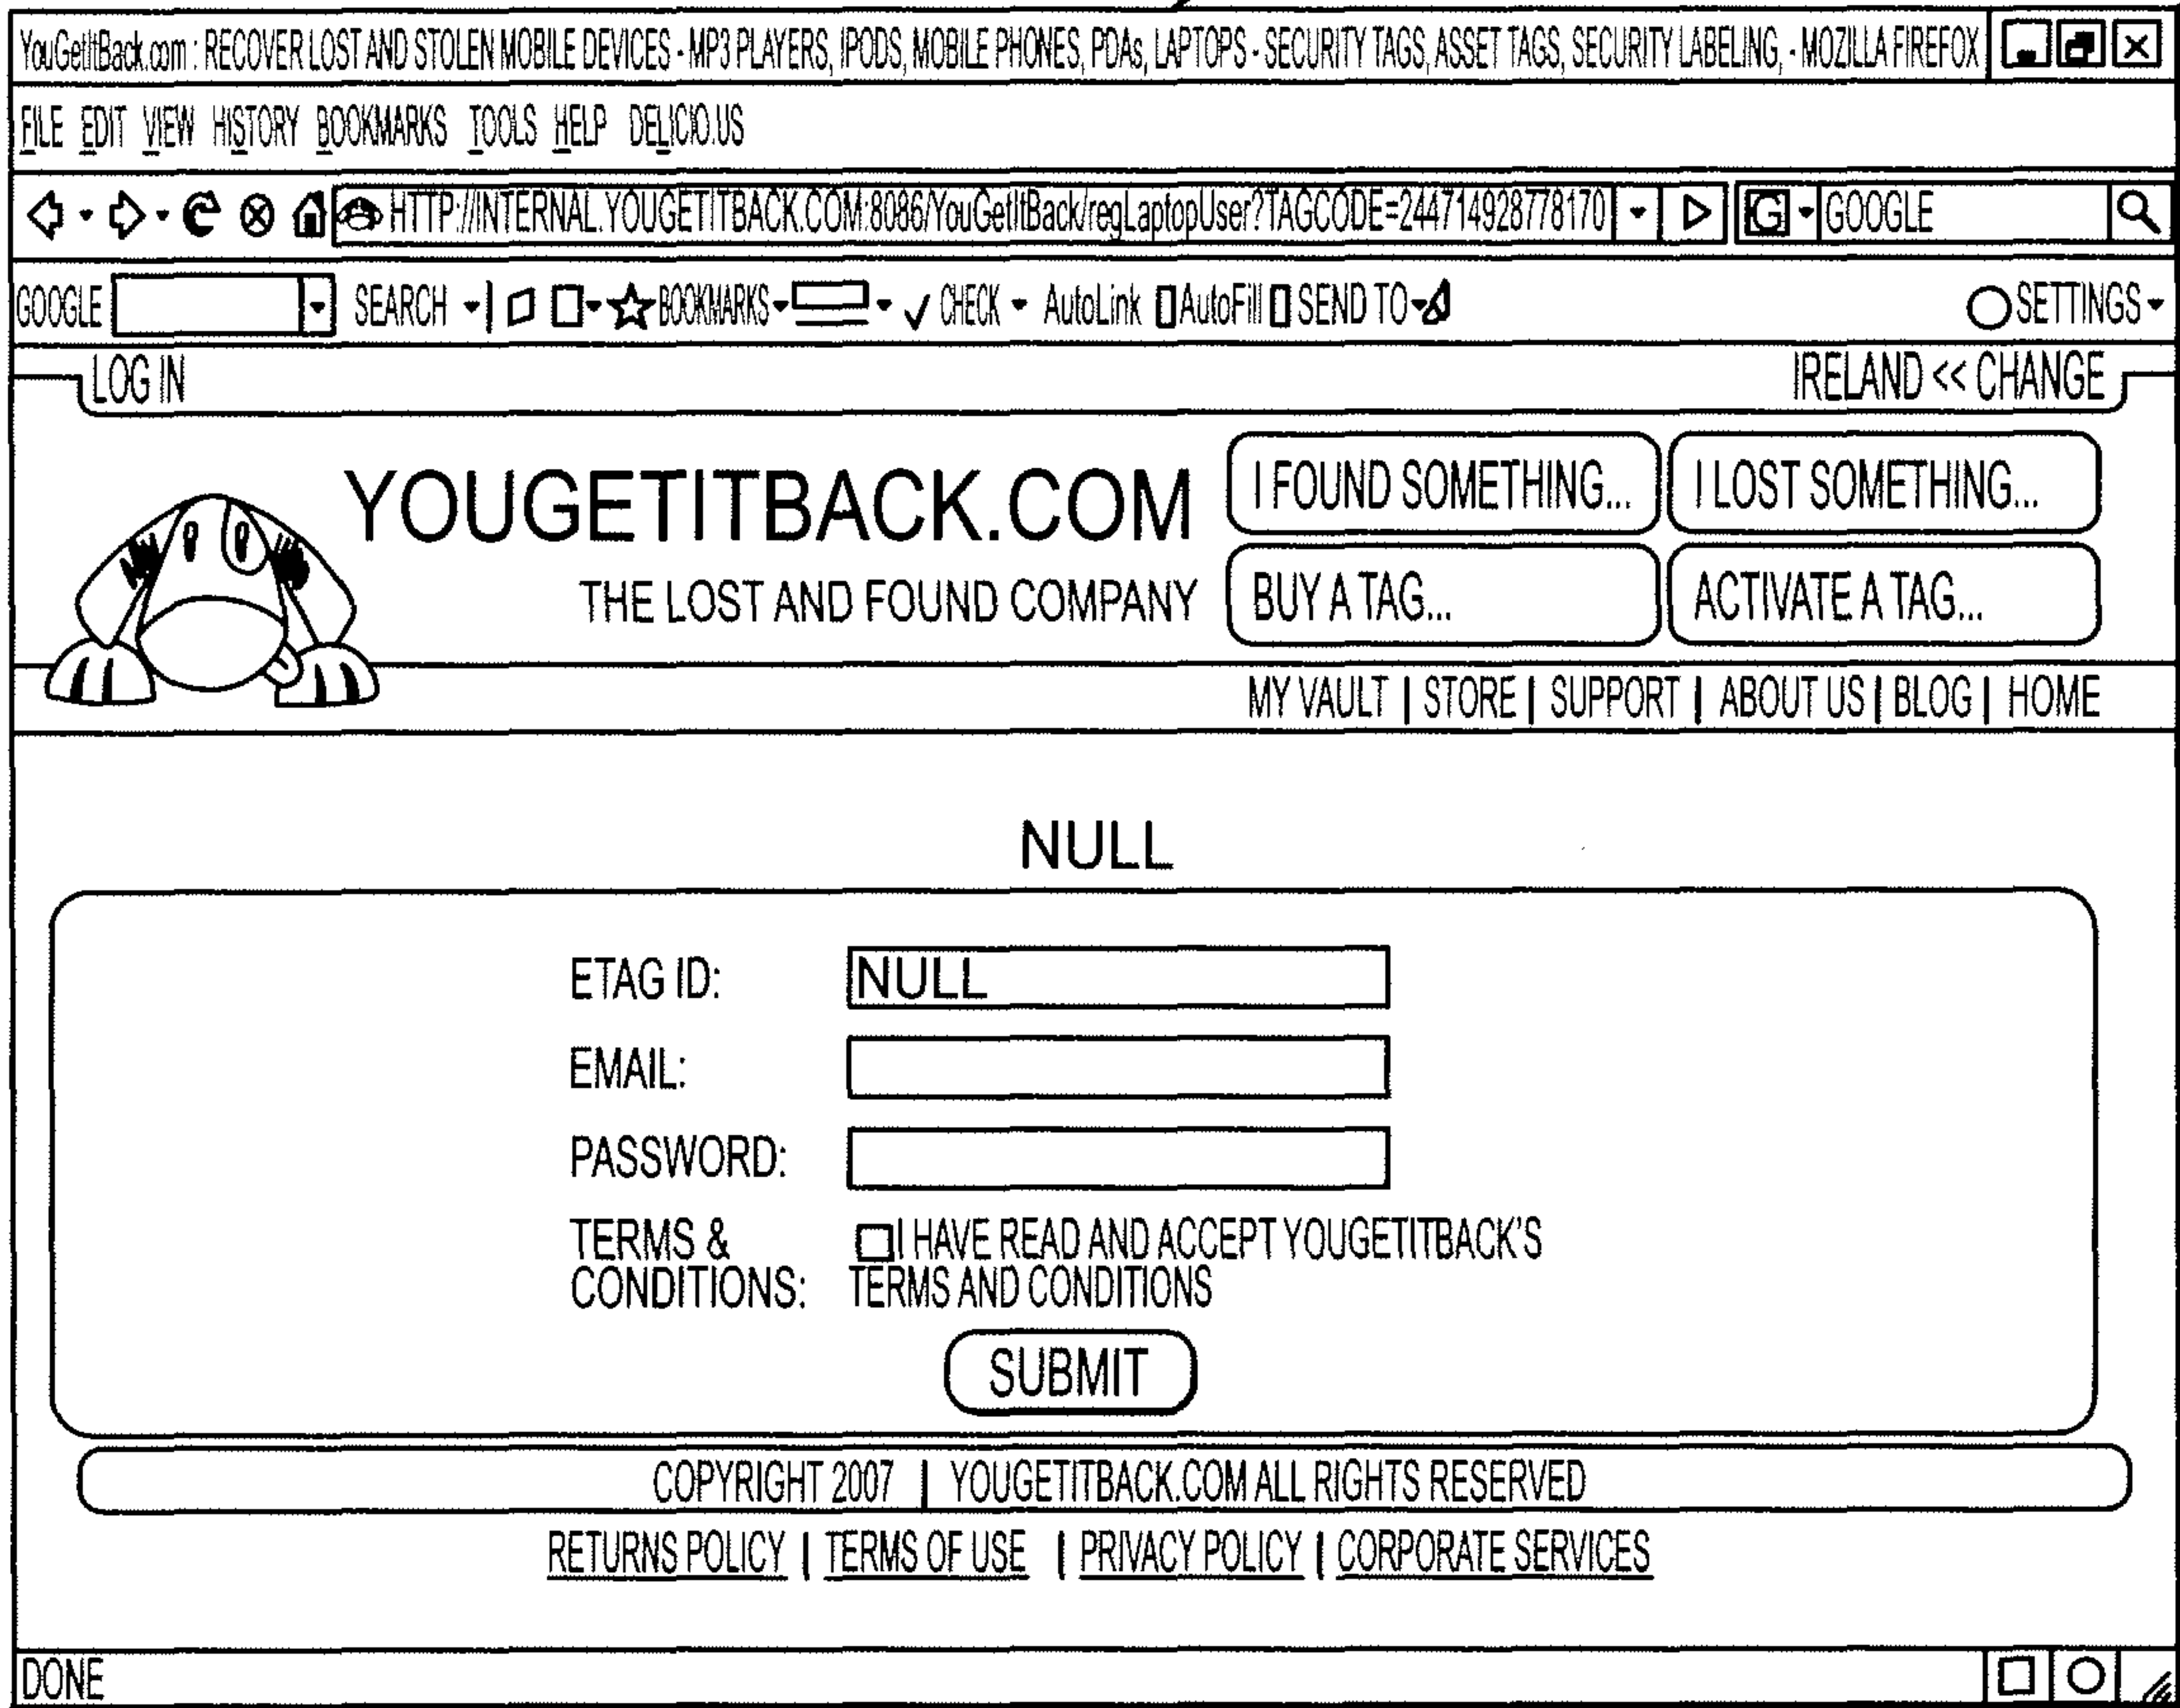 YouGetItBack.com : RECOVER LOST AND STOLEN MOBILE DEVICES - MP3 PLAYERS, IPODS, MOBILE PHONES, PDAs, LAPTOPS - SECURITY TAGS, ASSET TAGS, SECURITY LABELING, - MOZILLA FIREFOX
FILE EDIT VIEW HISTORY BOOKMARKS TOOLS HELP DELICIO.US
HTTP://INTERNAL.YOUGETITBACK.COM:8086/YouGetItBack/regLaptopUser?TAGCODE=244714928778170 G GOOGLE
GOOGLE SEARCH BOOKMARKS CHECK AutoLink AutoFill SEND TO SETTINGS
LOG IN IRELAND << CHANGE
YOUGETITBACK.COM
THE LOST AND FOUND COMPANY
I FOUND SOMETHING... I LOST SOMETHING...
BUY A TAG... ACTIVATE A TAG...
MY VAULT | STORE | SUPPORT | ABOUT US | BLOG | HOME
NULL
ETAG ID: NULL
EMAIL:
PASSWORD:
TERMS & CONDITIONS: I HAVE READ AND ACCEPT YOUGETITBACK'S
TERMS AND CONDITIONS
SUBMIT
COPYRIGHT 2007 | YOUGETITBACK.COM ALL RIGHTS RESERVED
RETURNS POLICY | TERMS OF USE | PRIVACY POLICY | CORPORATE SERVICES
DONE